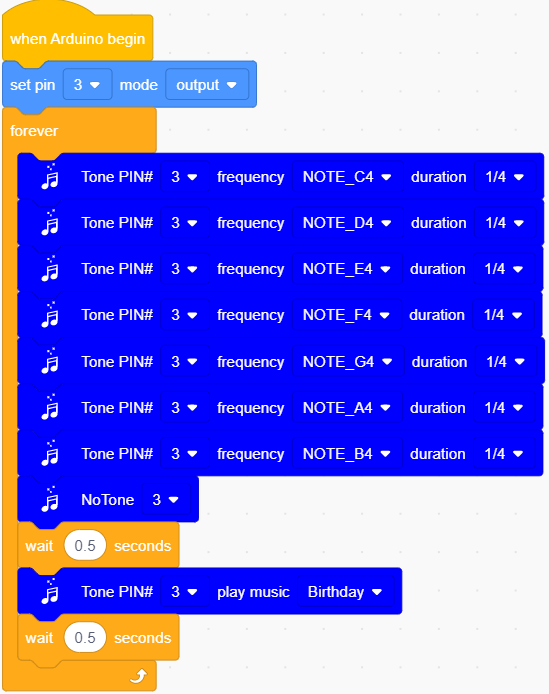 when Arduino begin
set pin 3 mode output
forever
Tone PIN# 3 frequency NOTE_C4 duration 1/4
Tone PIN# 3 frequency NOTE_D4 duration 1/4
Tone PIN# 3 frequency NOTE_E4 duration 1/4
Tone PIN# 3 frequency NOTE_F4 duration 1/4
Tone PIN# 3 frequency NOTE_G4 duration 1/4
Tone PIN# 3 frequency NOTE_A4 duration 1/4
Tone PIN# 3 frequency NOTE_B4 duration 1/4
NoTone 3
wait 0.5 seconds
Tone PIN# 3 play music Birthday
wait 0.5 seconds